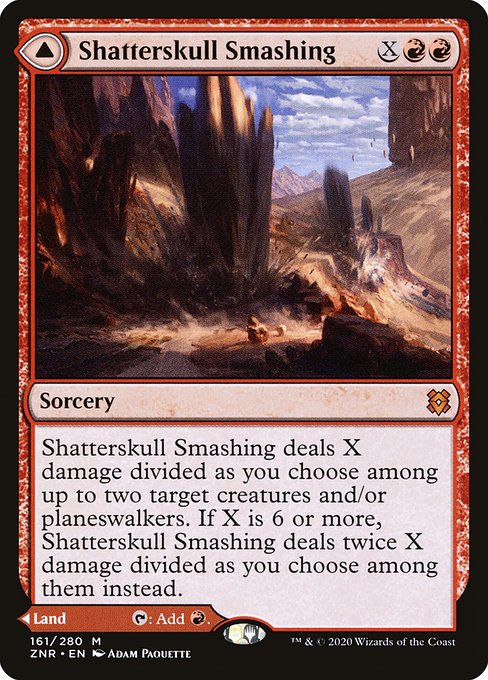 Shatterskull Smashing X
Sorcery
Shatterskull Smashing deals X
damage divided as you choose among
up to two target creatures and/or
planeswalkers. If X is 6 or more,
Shatterskull Smashing deals twice X
damage divided as you choose among
them instead.
Land : Add .
161/280 M
ZNR • EN Adam Paquette
™ & © 2020 Wizards of the Coast